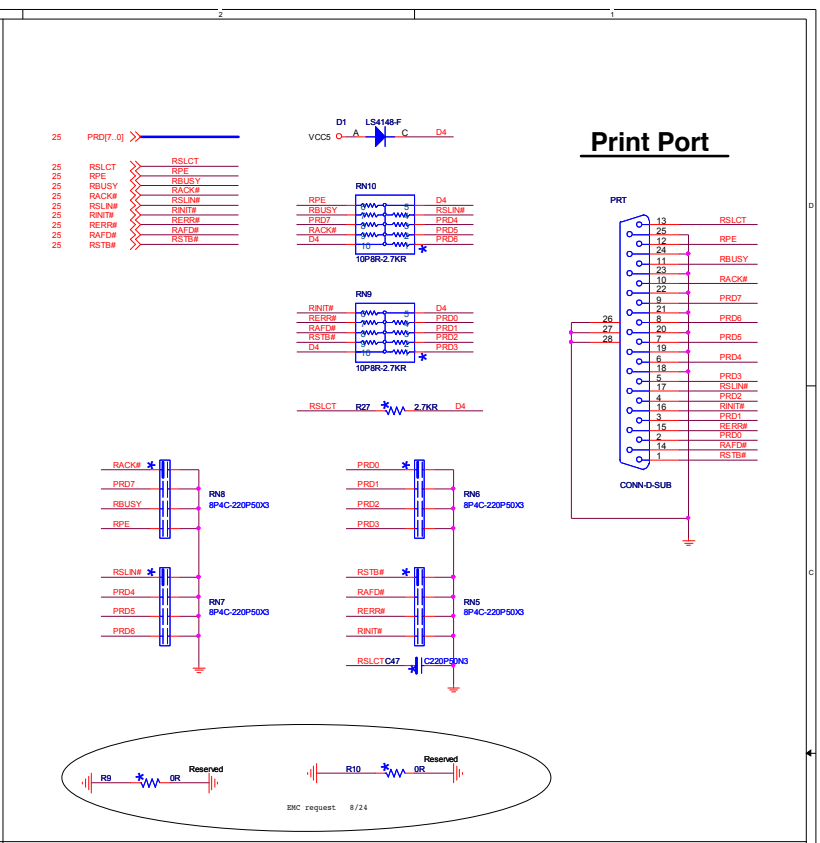 2 1
D1 LS4148-F
VCC5 A C D4
Print Port
25 PRD[7..0]
25 RSLCT RSLCT
25 RPE RPE
25 RBUSY RBUSY
25 RACK# RACK#
25 RSLIN# RSLIN#
25 RINIT# RINIT#
25 RERR# RERR#
25 RAFD# RAFD#
25 RSTB# RSTB#
RN10
RPE D4
RBUSY RSLIN#
PRD7 PRD4
RACK# PRD5
D4 10 PRD6
10P8R-2.7KR
RN9
RINIT# D4
RERR# PRD0
RAFD# PRD1
RSTB# PRD2
D4 10 PRD3
10P8R-2.7KR
RSLCT R27 2.7KR D4
PRT
13 RSLCT
25
12 RPE
24
11 RBUSY
23
10 RACK#
22
9 PRD7
21
26 8 PRD6
27 20
28 7 PRD5
19
6 PRD4
18
5 PRD3
17 RSLIN#
4 PRD2
16 RINIT#
3 PRD1
15 RERR#
2 PRD0
14 RAFD#
1 RSTB#
CONN-D-SUB
D
C
RACK#
PRD7
RBUSY
RPE
RN8
8P4C-220P50X3
PRD0
PRD1
PRD2
PRD3
RN6
8P4C-220P50X3
RSLIN#
PRD4
PRD5
PRD6
RN7
8P4C-220P50X3
RSTB#
RAFD#
RERR#
RINIT#
RN5
8P4C-220P50X3
RSLCT C47 C220P50N3
R9 0R Reserved
R10 0R Reserved
EMC request 8/24